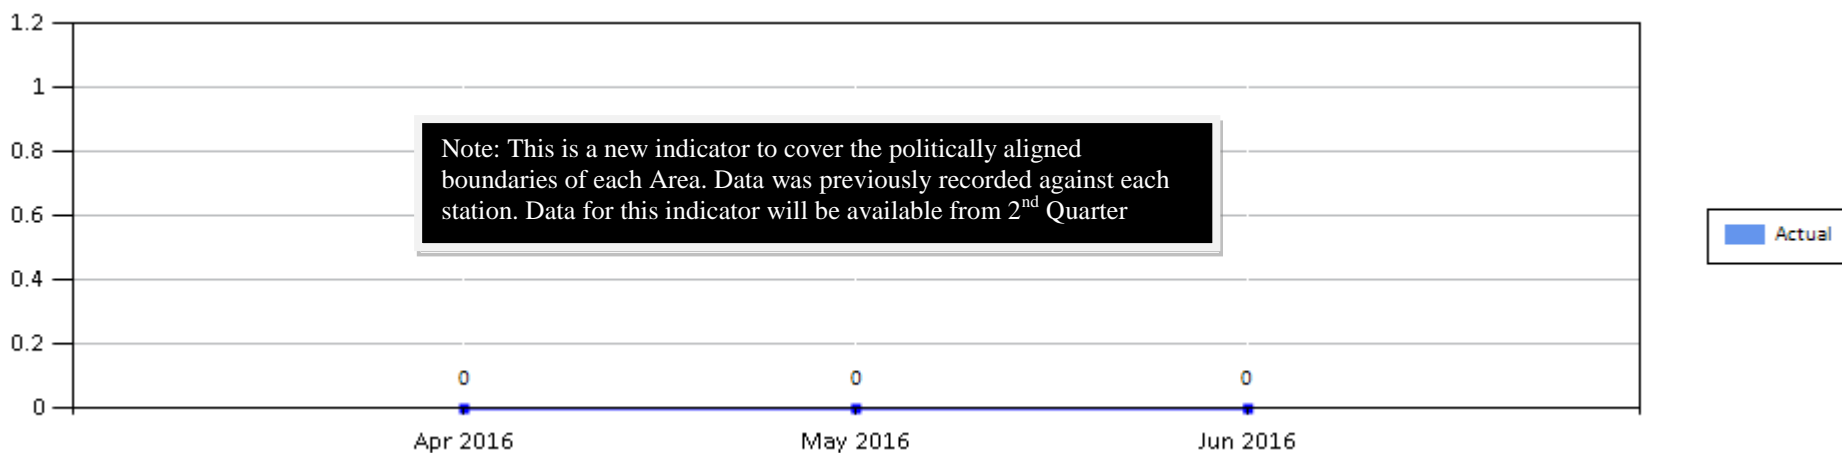 1.2
1
0.8
0.6
0.4
0.2
0
Note: This is a new indicator to cover the politically aligned
boundaries of each Area. Data was previously recorded against each
station. Data for this indicator will be available from 2nd Quarter
Actual
0 0 0
Apr 2016 May 2016 Jun 2016